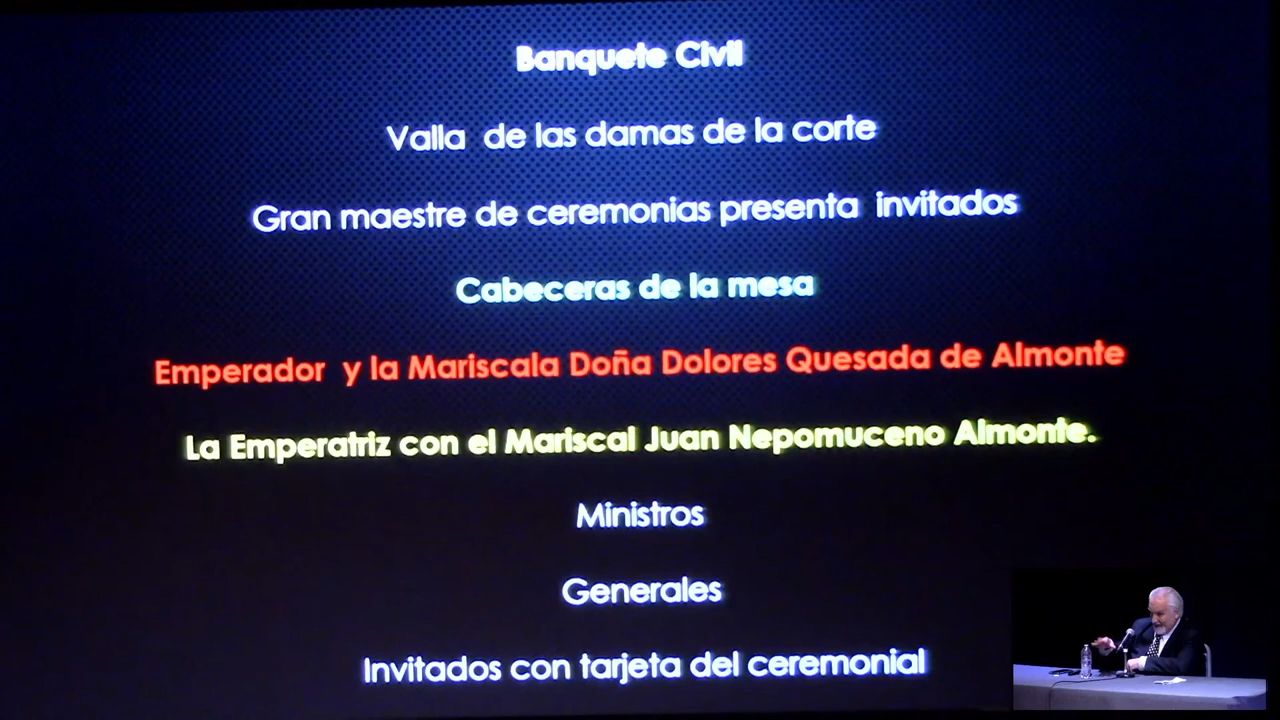 Banquete Civil
Valla de las damas de la corte
Gran maestre de ceremonias presenta invitados
Cabeceras de la mesa
Emperador y la Mariscala Doña Dolores Quesada de Almonte
La Emperatriz con el Mariscal Juan Nepomuceno Almonte.
Ministros
Generales
Invitados con tarjeta del ceremonial